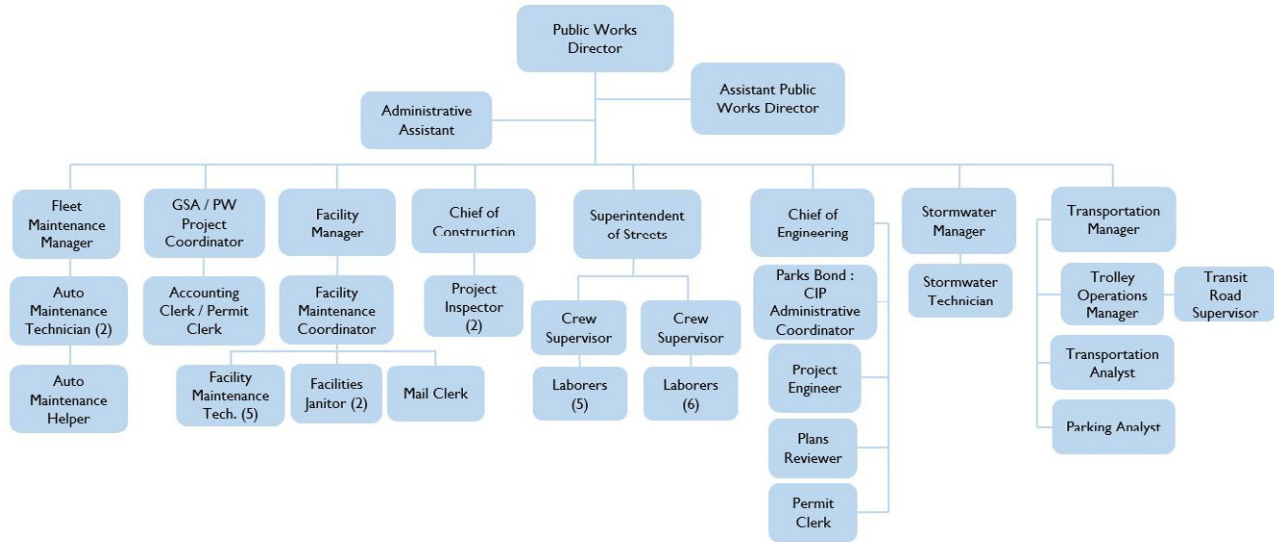 Public Works
Director
Assistant Public
Works Director
Administrative
Assistant
Fleet
Maintenance
Manager
GSA / PW
Project
Coordinator
Facility
Manager
Chief of
Construction
Superintendent
of Streets
Chief of
Engineering
Stormwater
Manager
Transportation
Manager
Auto
Maintenance
Technician (2)
Accounting
Clerk / Permit
Clerk
Facility
Maintenance
Coordinator
Project
Inspector
(2)
Crew
Supervisor
Crew
Supervisor
Parks Bond :
CIP
Administrative
Coordinator
Stormwater
Technician
Trolley
Operations
Manager
Transit
Road
Supervisor
Auto
Maintenance
Helper
Facility
Maintenance
Tech. (5)
Facilities
Janitor (2)
Mail Clerk
Laborers
(5)
Laborers
(6)
Project
Engineer
Transportation
Analyst
Plans
Reviewer
Parking Analyst
Permit
Clerk